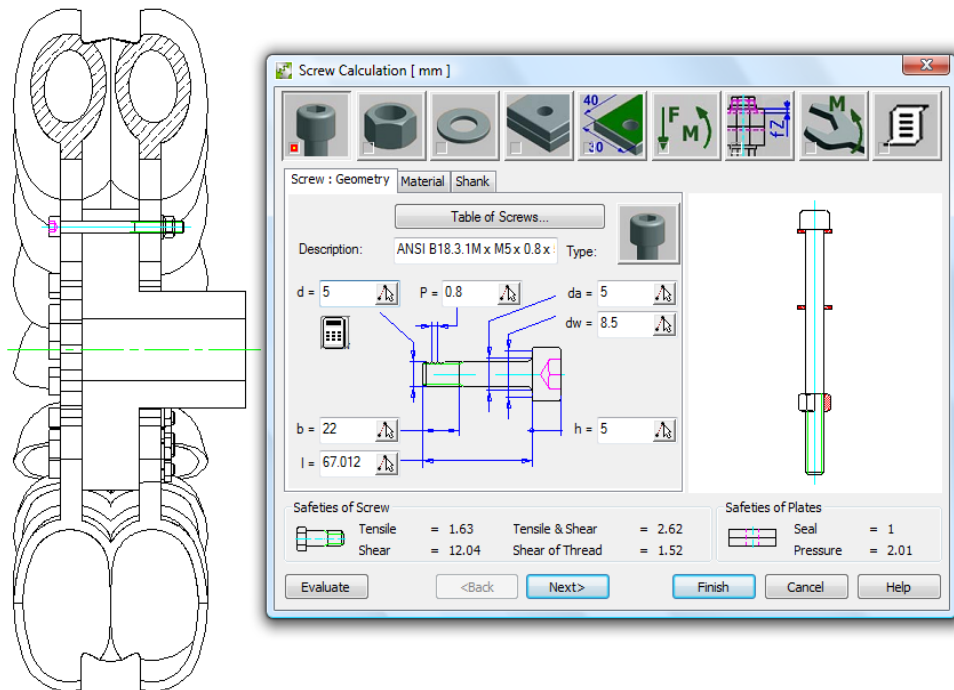 Screw Calculation [ mm ]
40
30
F
M
fZ
M
Screw : Geometry Material Shank
Table of Screws...
Description: ANSI B18.3.1M x M5 x 0.8 x Type:
d = 5 P = 0.8 da = 5
dw = 8.5
b = 22 h = 5
l = 67.012
Safeties of Screw Safeties of Plates
Tensile = 1.63 Tensile & Shear = 2.62 Seal = 1
Shear = 12.04 Shear of Thread = 1.52 Pressure = 2.01
Evaluate <Back Next> Finish Cancel Help